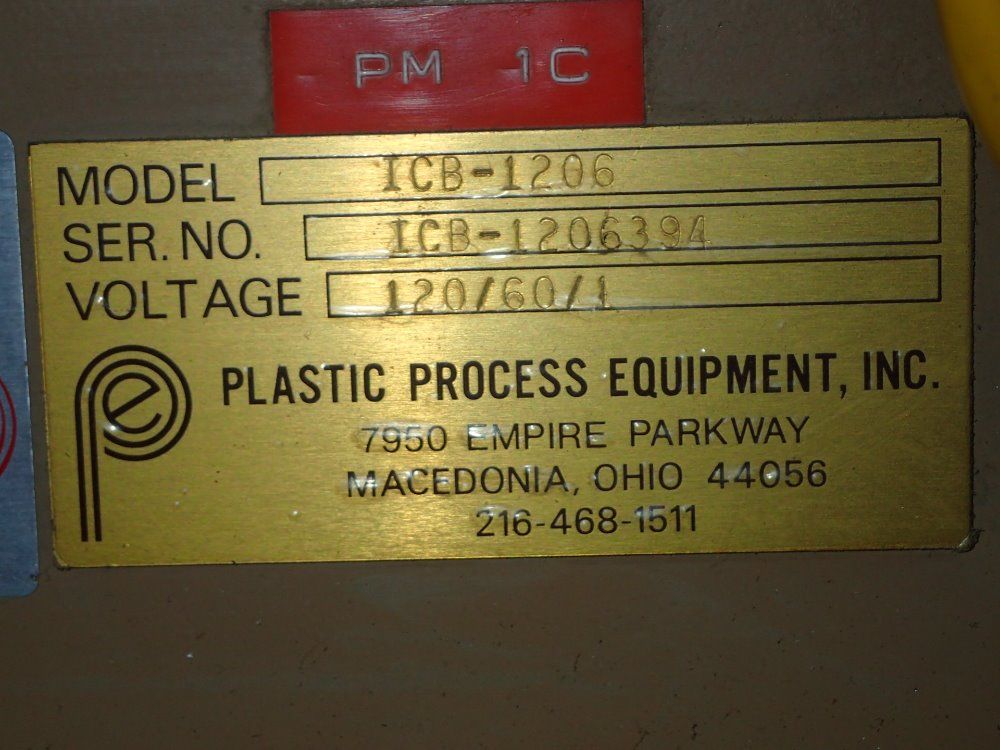 PM 1C
MODEL ICB-1206
SER. NO. ICB-1206394
VOLTAGE 120/60/1
pe
PLASTIC PROCESS EQUIPMENT, INC.
7950 EMPIRE PARKWAY
MACEDONIA, OHIO 44056
216-468-1511